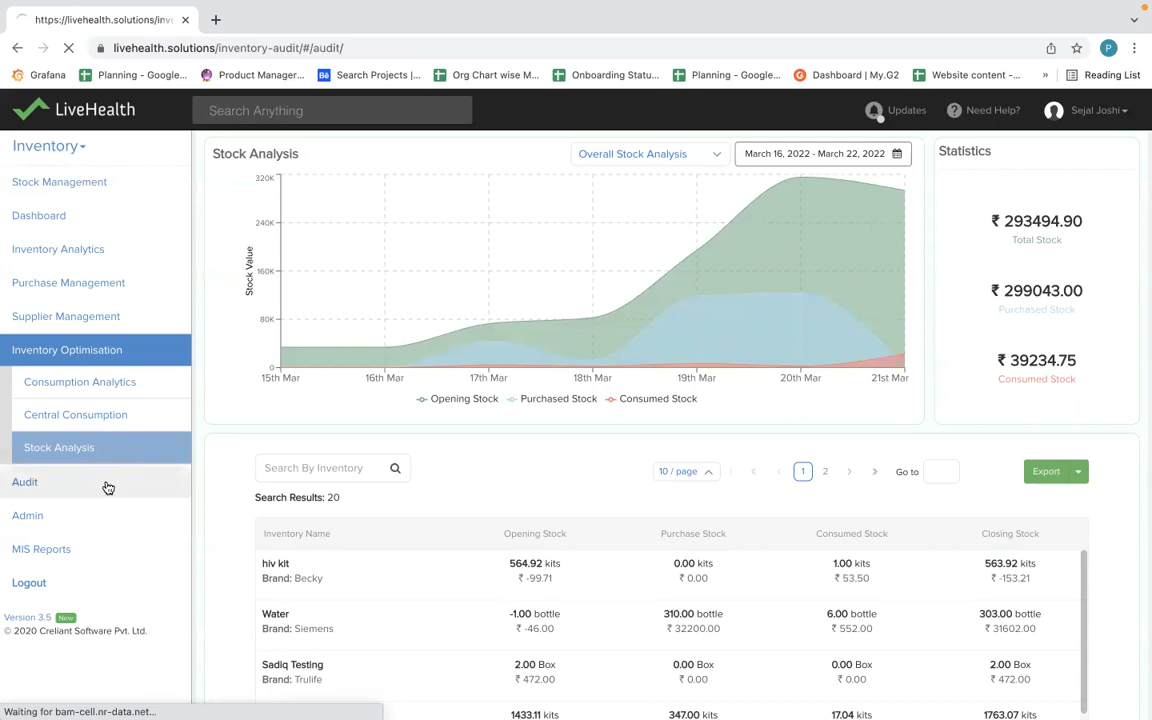 https://livehealth.solutions/inve
livehealth.solutions/inventory-audit/#/audit/
P
Grafana
Planning - Google...
Product Manager...
Bē
Search Projects |...
Org Chart wise M...
Onboarding Statu...
Planning - Google...
Dashboard | My.G2
Website content -...
»
Reading List
LiveHealth
Search Anything
Updates
Need Help?
Sejal Joshi
Inventory
Stock Management
Dashboard
Inventory Analytics
Purchase Management
Supplier Management
Inventory Optimisation
Consumption Analytics
Central Consumption
Stock Analysis
Audit
Admin
MIS Reports
Logout
Version 3.5 New
© 2020 Creliant Software Pvt. Ltd.
Waiting for bam-cell.nr-data.net...
Stock Analysis
Overall Stock Analysis
March 16, 2022 - March 22, 2022
Stock Value
320K
240K
160K
80K
0
15th Mar 16th Mar 17th Mar 18th Mar 19th Mar 20th Mar 21st Mar
Opening Stock Purchased Stock Consumed Stock
Statistics
₹ 293494.90
Total Stock
₹ 299043.00
Purchased Stock
₹ 39234.75
Consumed Stock
Search By Inventory
10 / page
1 2
Go to
Export
Search Results: 20
Inventory Name Opening Stock Purchase Stock Consumed Stock Closing Stock
hiv kit 564.92 kits 0.00 kits 1.00 kits 563.92 kits
Brand: Becky ₹ -99.71 ₹ 0.00 ₹ 53.50 ₹ -153.21
Water -1.00 bottle 310.00 bottle 6.00 bottle 303.00 bottle
Brand: Siemens ₹ -46.00 ₹ 32200.00 ₹ 552.00 ₹ 31602.00
Sadiq Testing 2.00 Box 0.00 Box 0.00 Box 2.00 Box
Brand: Trulife ₹ 472.00 ₹ 0.00 ₹ 0.00 ₹ 472.00
1433.11 kits 347.00 kits 17.04 kits 1763.07 kits